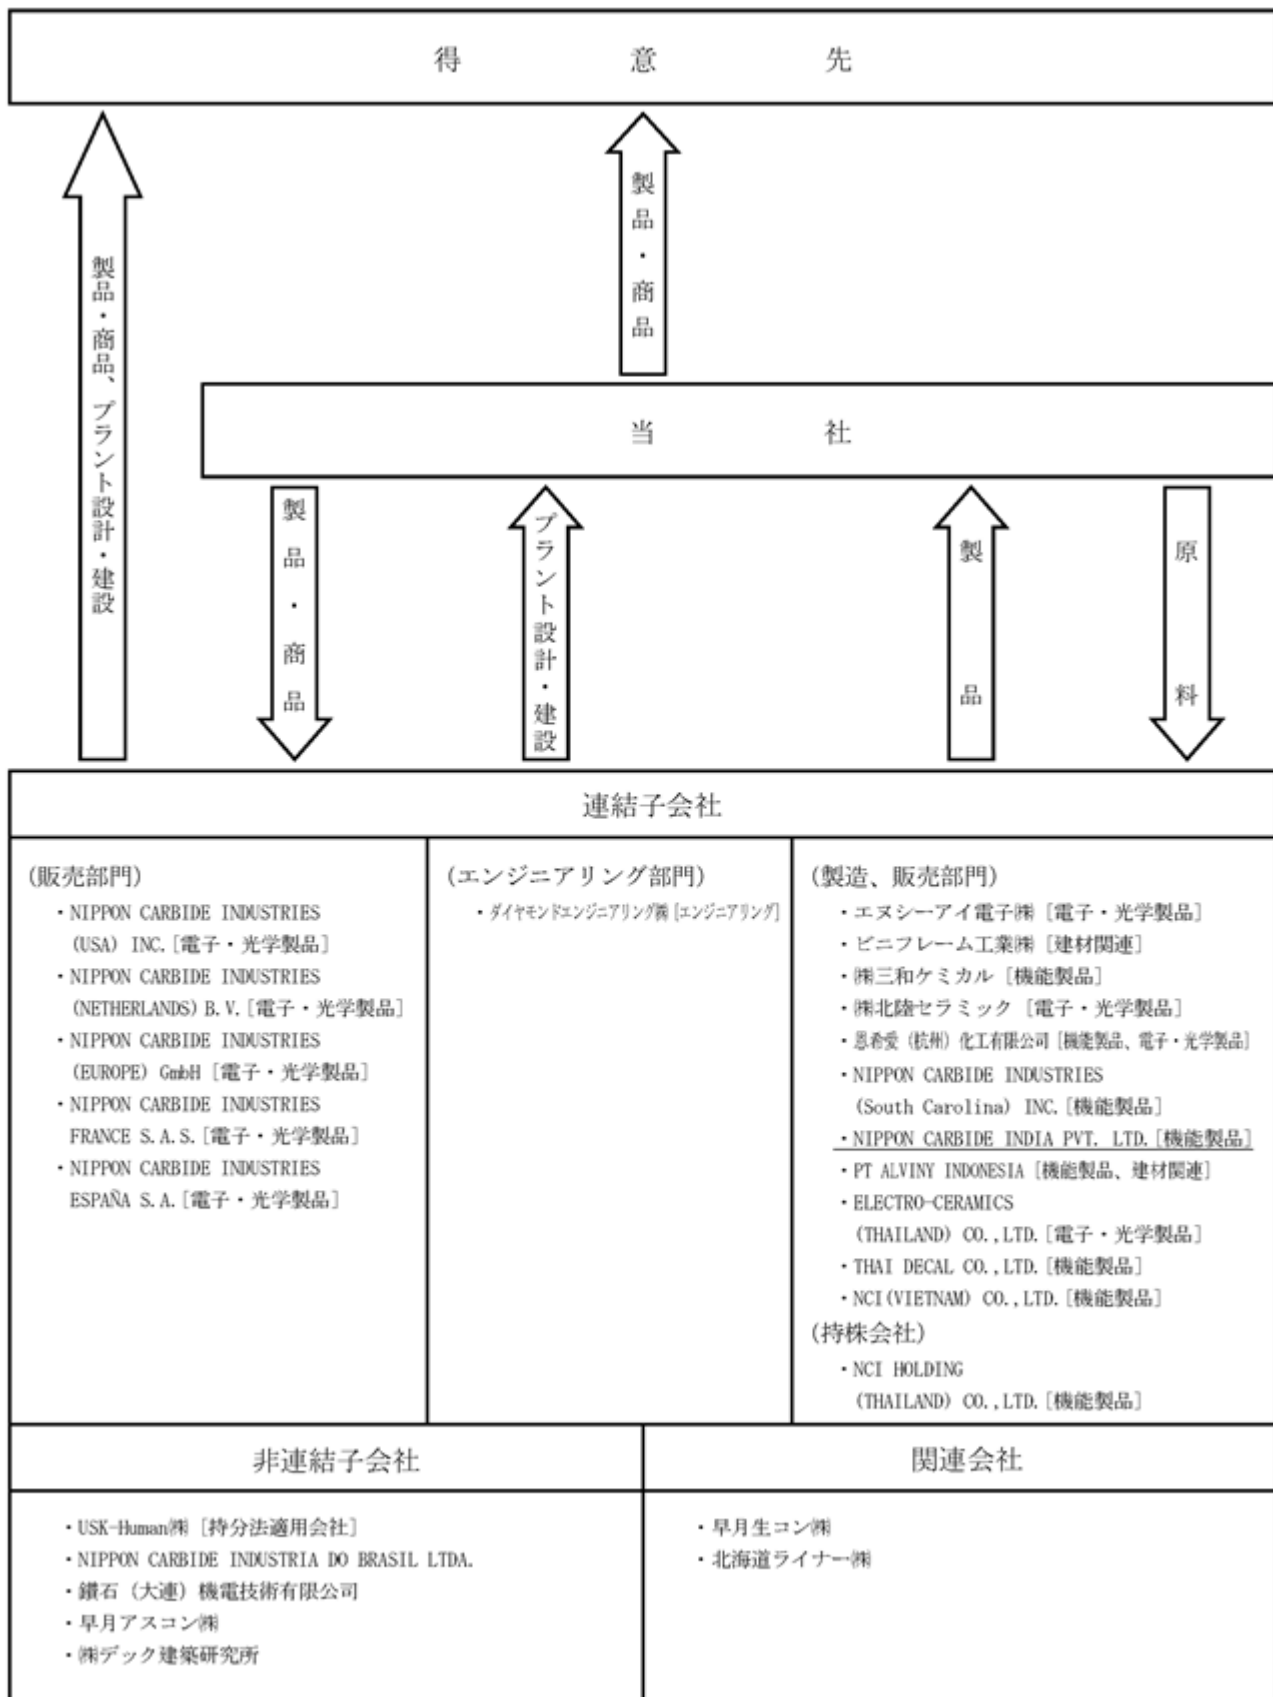 得意先
製品・商品
製品・商品、プラント設計・建設
当社
製品・商品
プラント設計・建設
製品
原料
連結子会社
(販売部門)
・NIPPON CARBIDE INDUSTRIES
(USA) INC.[電子・光学製品]
・NIPPON CARBIDE INDUSTRIES
(NETHERLANDS) B.V.[電子・光学製品]
・NIPPON CARBIDE INDUSTRIES
(EUROPE) GmbH [電子・光学製品]
・NIPPON CARBIDE INDUSTRIES
FRANCE S.A.S.[電子・光学製品]
・NIPPON CARBIDE INDUSTRIES
ESPAÑA S.A.[電子・光学製品]
(エンジニアリング部門)
・ダイヤモンドエンジニアリング㈱[エンジニアリング]
(製造、販売部門)
・エヌシーアイ電子㈱ [電子・光学製品]
・ビニフレーム工業㈱ [建材関連]
・㈱三和ケミカル [機能製品]
・㈱北陸セラミック [電子・光学製品]
・恩希愛（杭州）化工有限公司 [機能製品、電子・光学製品]
・NIPPON CARBIDE INDUSTRIES
(South Carolina) INC.[機能製品]
・NIPPON CARBIDE INDIA PVT. LTD.[機能製品]
・PT ALVINY INDONESIA [機能製品、建材関連]
・ELECTRO-CERAMICS
(THAILAND) CO.,LTD.[電子・光学製品]
・THAI DECAL CO.,LTD.[機能製品]
・NCI(VIETNAM) CO.,LTD.[機能製品]
(持株会社)
・NCI HOLDING
(THAILAND) CO.,LTD.[機能製品]
非連結子会社
・USK-Human㈱ [持分法適用会社]
・NIPPON CARBIDE INDUSTRIA DO BRASIL LTDA.
・鑽石（大連）機電技術有限公司
・早月アスコン㈱
・㈱デック建築研究所
関連会社
・早月生コン㈱
・北海道ライナー㈱